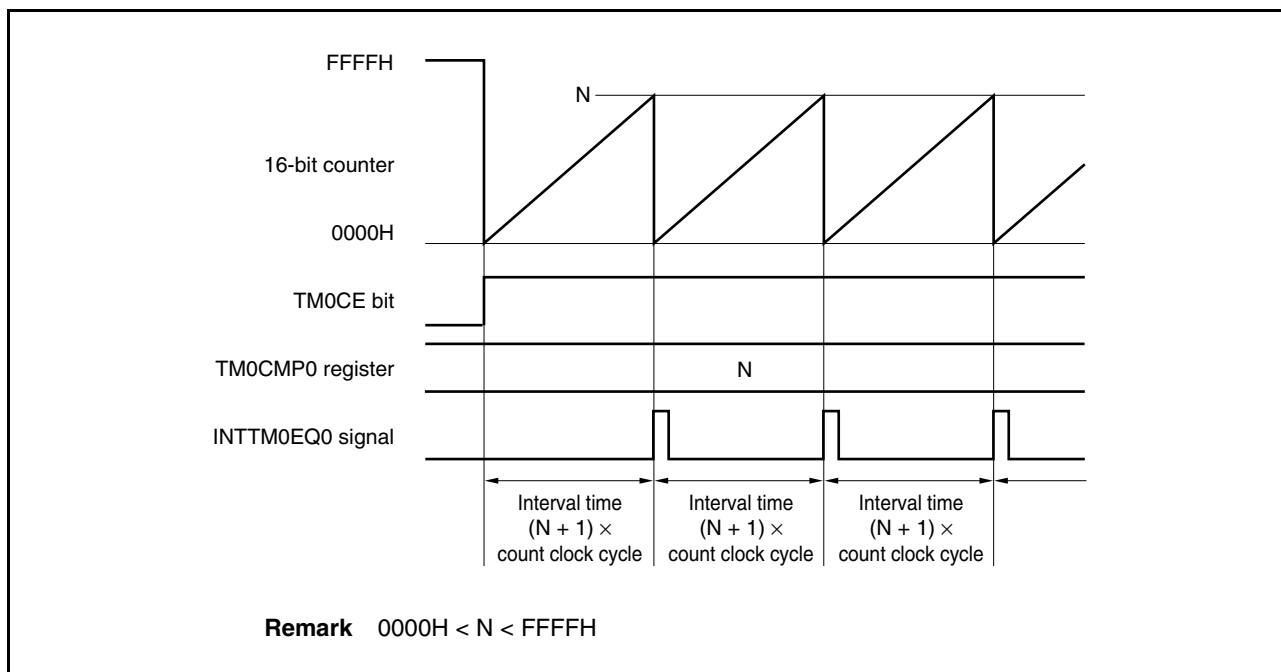 FFFFH
N
16-bit counter
0000H
TM0CE bit
TM0CMP0 register
N
INTTM0EQ0 signal
Interval time
(N + 1) ×
count clock cycle
Interval time
(N + 1) ×
count clock cycle
Interval time
(N + 1) ×
count clock cycle
Remark 0000H < N < FFFFH